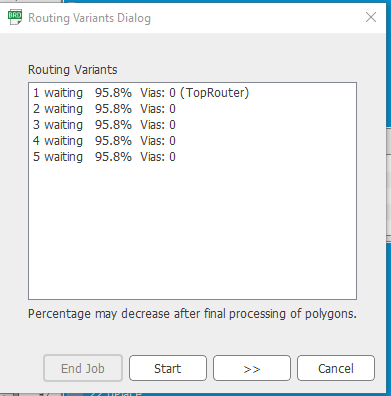 BRD Routing Variants Dialog
Routing Variants
1 waiting 95.8% Vias: 0 (TopRouter)
2 waiting 95.8% Vias: 0
3 waiting 95.8% Vias: 0
4 waiting 95.8% Vias: 0
5 waiting 95.8% Vias: 0
Percentage may decrease after final processing of polygons.
End Job Start >> Cancel